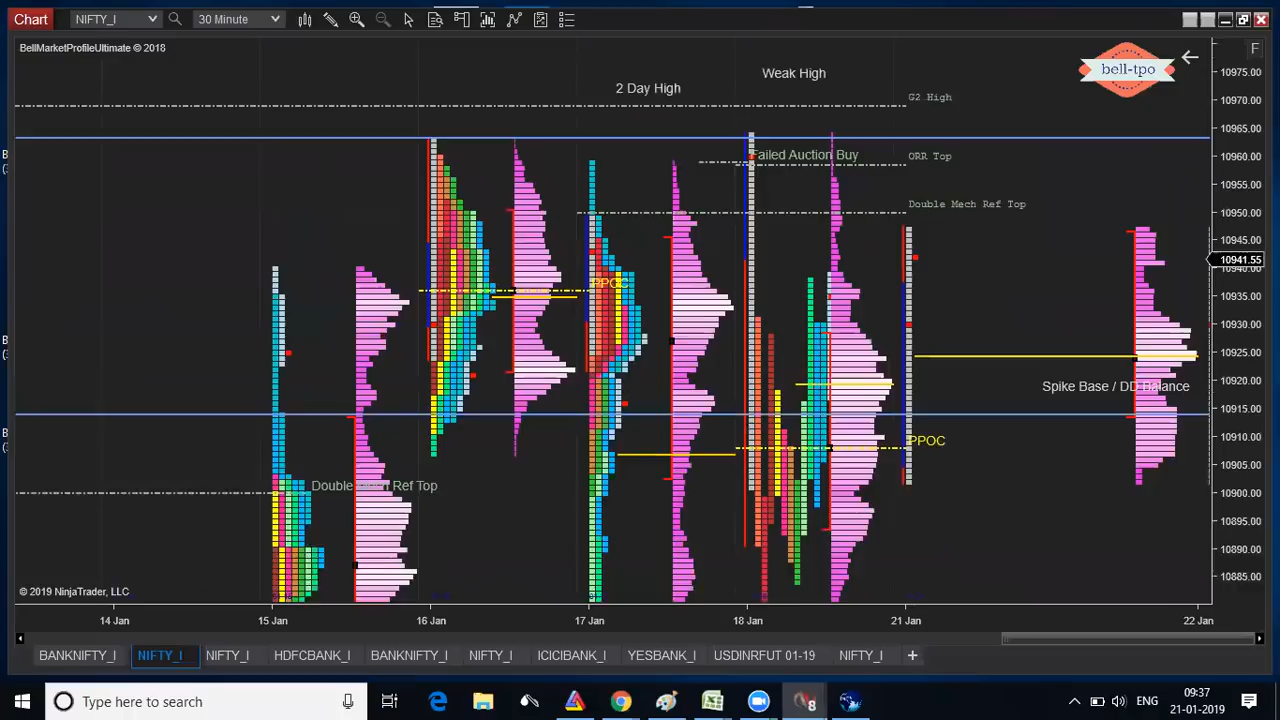 Chart
NIFTY_I
30 Minute
BellMarketProfileUltimate © 2018
F
bell-tpo
Weak High
2 Day High
10975.00
G2 High
10970.00
10965.00
Failed Auction Buy
ORR Top
10960.00
10955.00
Double Mech Ref Top
10950.00
10945.00
10941.55
10940.00
PPOC
10935.00
10930.00
10925.00
Spike Base / DD Balance
10920.00
10915.00
PPOC
10910.00
10905.00
Double Mech Ref Top
10900.00
10895.00
10890.00
10885.00
© 2019 NinjaTrader, LLC
14 Jan 15 Jan 16 Jan 17 Jan 18 Jan 21 Jan 22 Jan
BANKNIFTY_I NIFTY_I NIFTY_I HDFCBANK_I BANKNIFTY_I NIFTY_I ICICIBANK_I YESBANK_I USDINRFUT 01-19 NIFTY_I +
Type here to search
ENG
09:37
21-01-2019